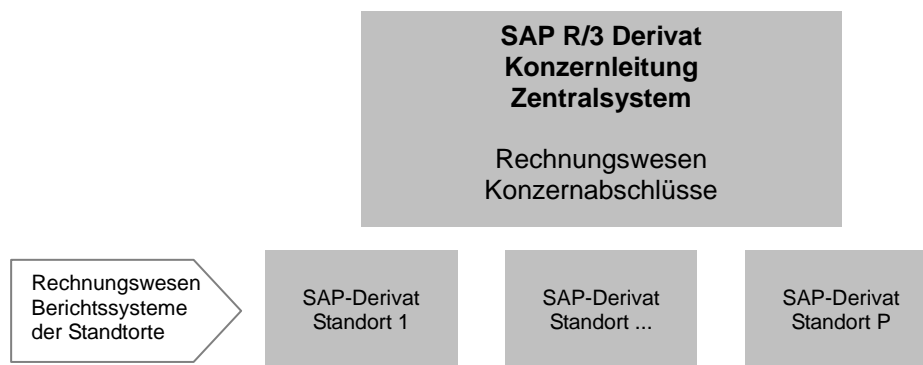 SAP R/3 Derivat
Konzernleitung
Zentralsystem
Rechnungswesen
Konzernabschlüsse
Rechnungswesen
Berichtssysteme
der Standtorte
SAP-Derivat
Standort 1
SAP-Derivat
Standort ...
SAP-Derivat
Standort P